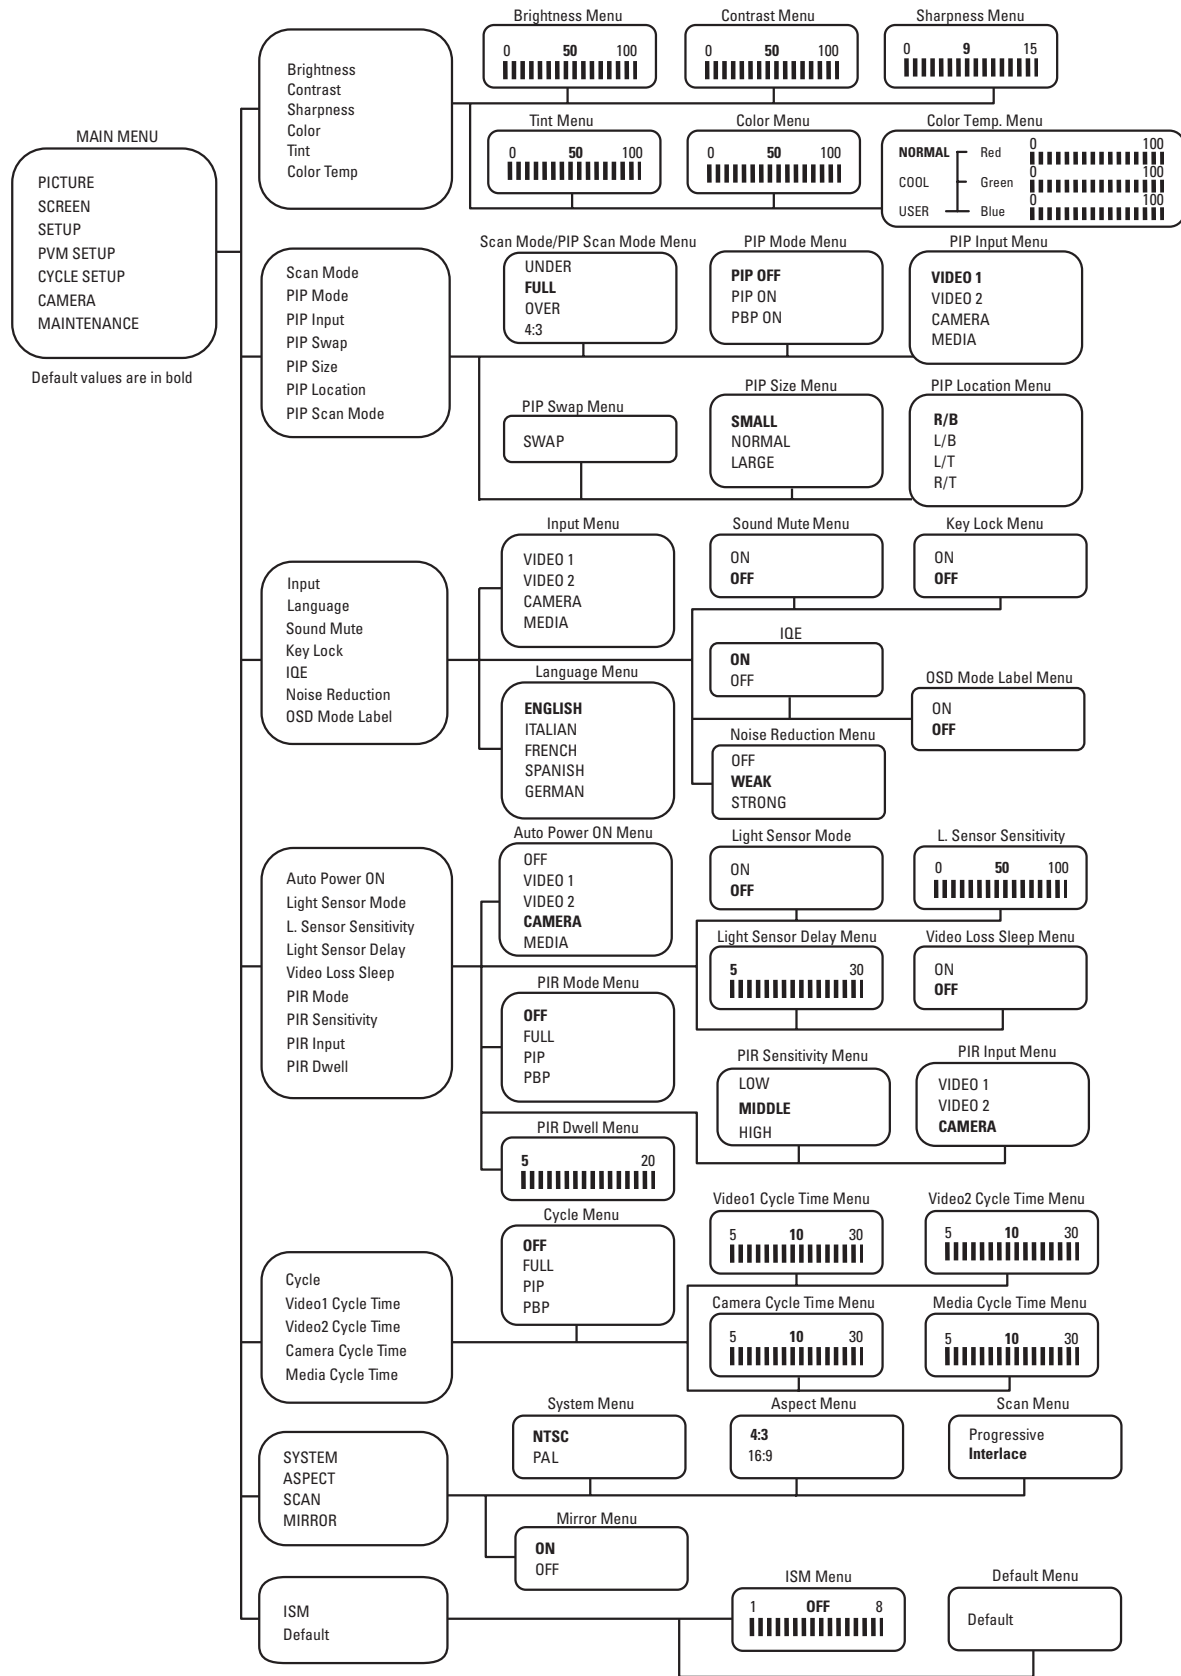 MAIN MENU
PICTURE
SCREEN
SETUP
PVM SETUP
CYCLE SETUP
CAMERA
MAINTENANCE
Default values are in bold
Brightness
Contrast
Sharpness
Color
Tint
Color Temp
Brightness Menu
0 50 100
Contrast Menu
0 50 100
Sharpness Menu
0 9 15
Tint Menu
0 50 100
Color Menu
0 50 100
Color Temp. Menu
NORMAL Red 0 100
COOL Green 0 100
USER Blue 0 100
Scan Mode
PIP Mode
PIP Input
PIP Swap
PIP Size
PIP Location
PIP Scan Mode
Scan Mode/PIP Scan Mode Menu
UNDER
FULL
OVER
4:3
PIP Mode Menu
PIP OFF
PIP ON
PBP ON
PIP Input Menu
VIDEO 1
VIDEO 2
CAMERA
MEDIA
PIP Swap Menu
SWAP
PIP Size Menu
SMALL
NORMAL
LARGE
PIP Location Menu
R/B
L/B
L/T
R/T
Input
Language
Sound Mute
Key Lock
IQE
Noise Reduction
OSD Mode Label
Input Menu
VIDEO 1
VIDEO 2
CAMERA
MEDIA
Sound Mute Menu
ON
OFF
Key Lock Menu
ON
OFF
Language Menu
ENGLISH
ITALIAN
FRENCH
SPANISH
GERMAN
IQE
ON
OFF
OSD Mode Label Menu
ON
OFF
Noise Reduction Menu
OFF
WEAK
STRONG
Auto Power ON
Light Sensor Mode
L. Sensor Sensitivity
Light Sensor Delay
Video Loss Sleep
PIR Mode
PIR Sensitivity
PIR Input
PIR Dwell
Auto Power ON Menu
OFF
VIDEO 1
VIDEO 2
CAMERA
MEDIA
Light Sensor Mode
ON
OFF
L. Sensor Sensitivity
0 50 100
Light Sensor Delay Menu
5 30
Video Loss Sleep Menu
ON
OFF
PIR Mode Menu
OFF
FULL
PIP
PBP
PIR Sensitivity Menu
LOW
MIDDLE
HIGH
PIR Input Menu
VIDEO 1
VIDEO 2
CAMERA
PIR Dwell Menu
5 20
Cycle
Video1 Cycle Time
Video2 Cycle Time
Camera Cycle Time
Media Cycle Time
Cycle Menu
OFF
FULL
PIP
PBP
Video1 Cycle Time Menu
5 10 30
Video2 Cycle Time Menu
5 10 30
Camera Cycle Time Menu
5 10 30
Media Cycle Time Menu
5 10 30
SYSTEM
ASPECT
SCAN
MIRROR
System Menu
NTSC
PAL
Aspect Menu
4:3
16:9
Scan Menu
Progressive
Interlace
Mirror Menu
ON
OFF
ISM
Default
ISM Menu
1 OFF 8
Default Menu
Default